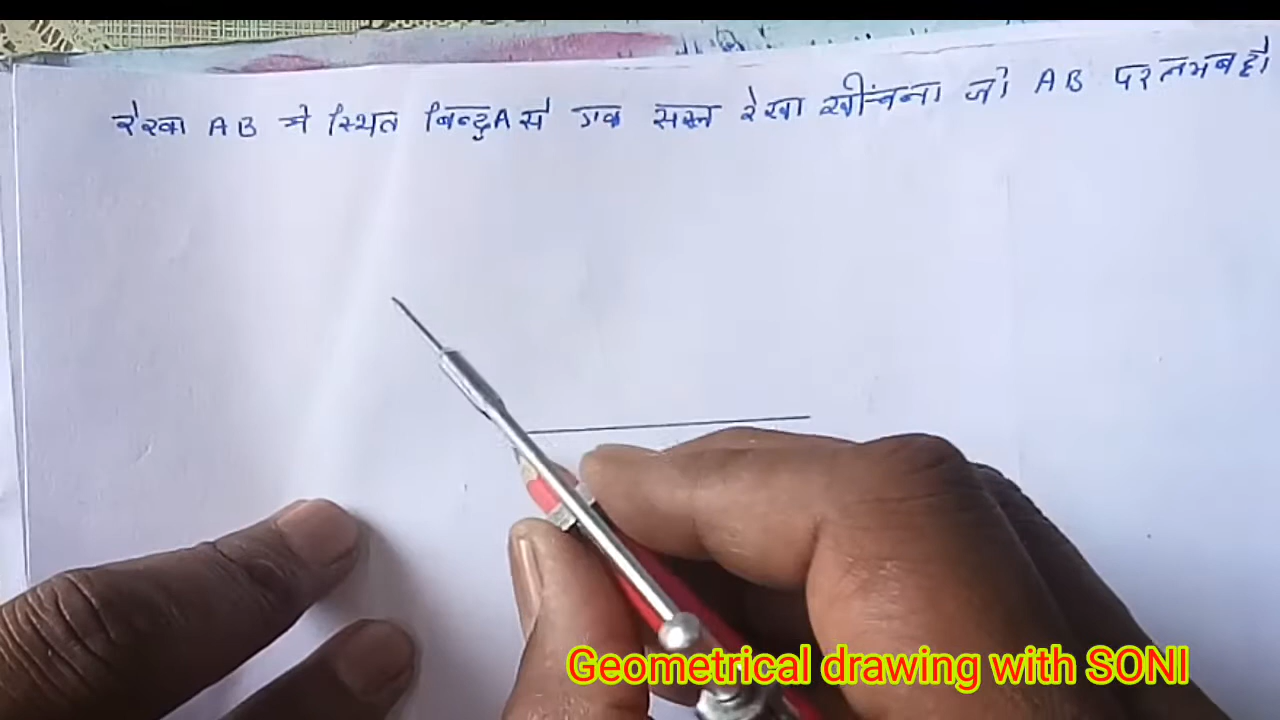 रेखा AB मे स्थित बिन्दु A से एक सरल रेखा खींचना जो AB पर लम्ब हो।
Geometrical drawing with SONI